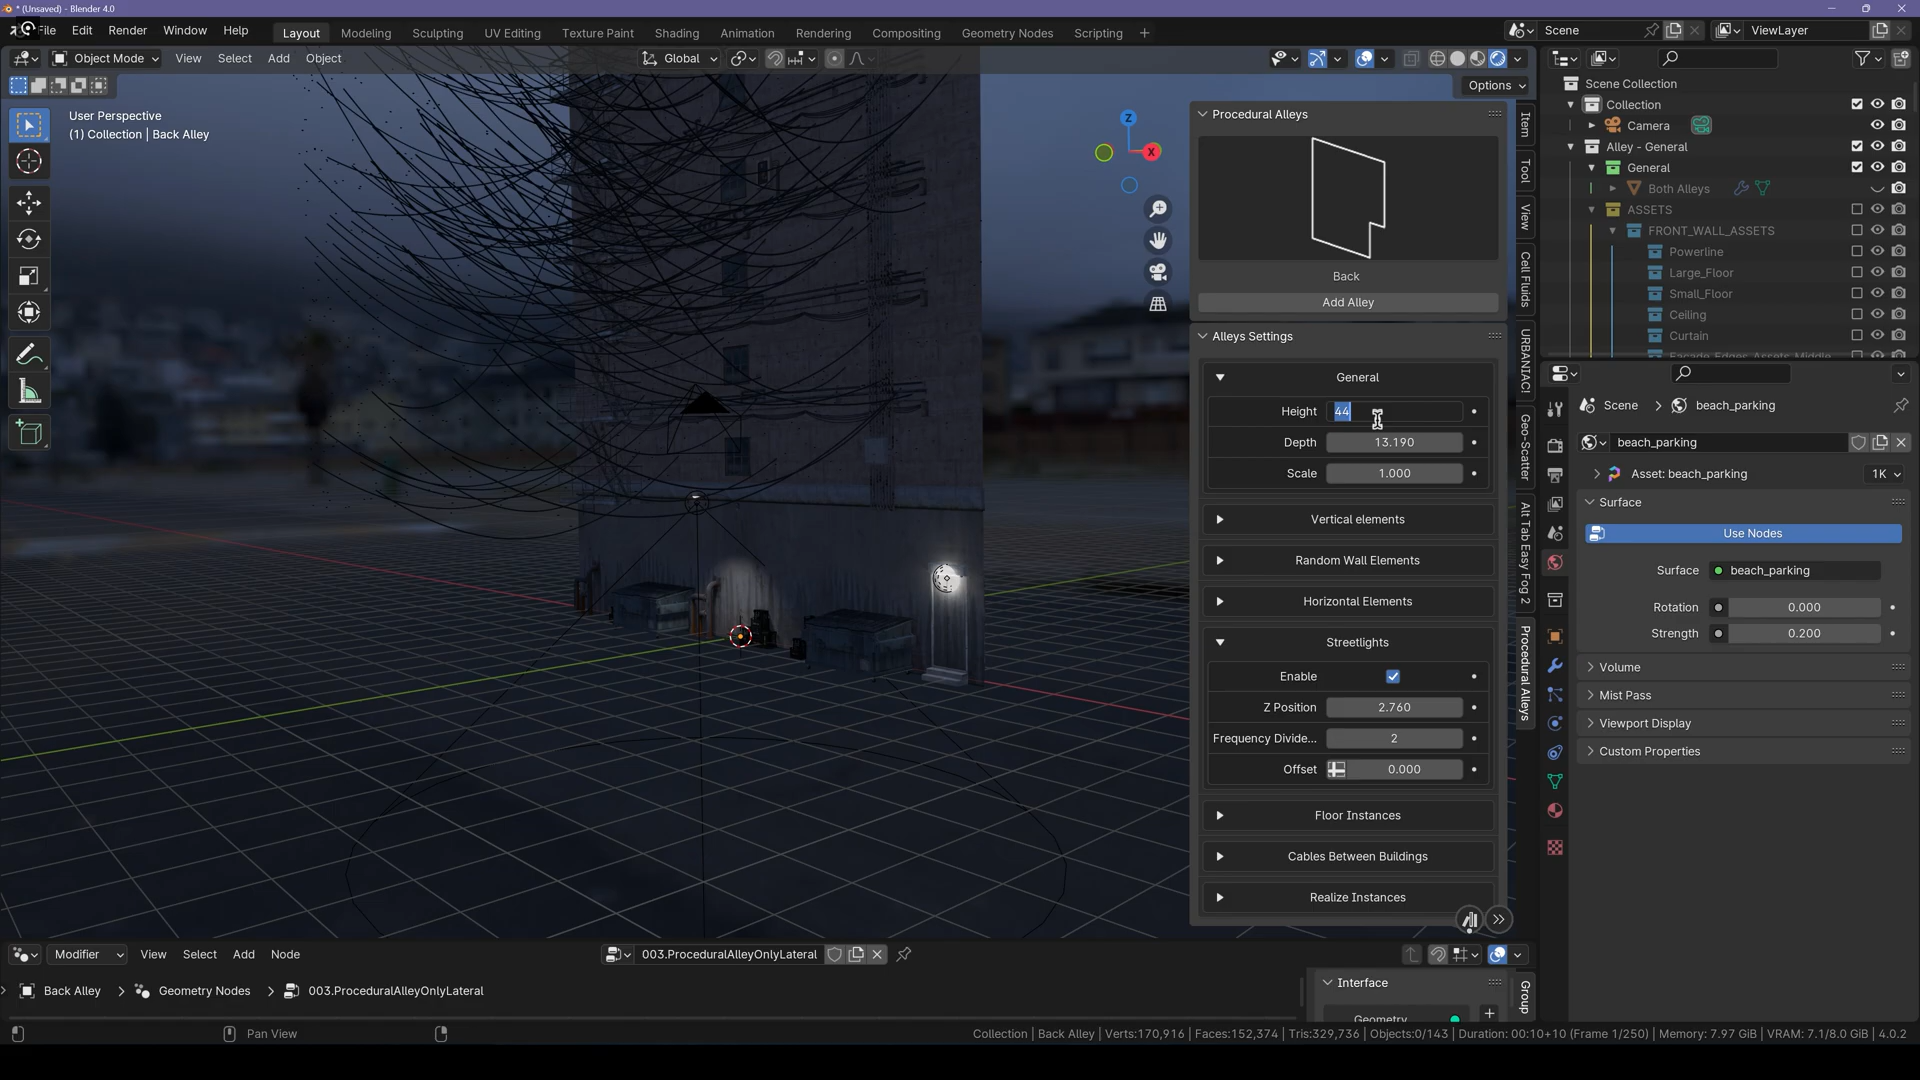 * (Unsaved) - Blender 4.0
File Edit Render Window Help Layout Modeling Sculpting UV Editing Texture Paint Shading Animation Rendering Compositing Geometry Nodes Scripting + Scene ViewLayer
Object Mode View Select Add Object Global
Options
User Perspective
(1) Collection | Back Alley
Z
X
Procedural Alleys
Back
Add Alley
Alleys Settings
General
Height 44
Depth 13.190
Scale 1.000
Vertical elements
Random Wall Elements
Horizontal Elements
Streetlights
Enable
Z Position 2.760
Frequency Divide... 2
Offset 0.000
Floor Instances
Cables Between Buildings
Realize Instances
Item
Tool
View
Cell Fluids
URBANIAC!
Geo-Scatter
Alt Tab Easy Fog 2
Procedural Alleys
Scene Collection
Collection
Camera
Alley - General
General
Both Alleys
ASSETS
FRONT_WALL_ASSETS
Powerline
Large_Floor
Small_Floor
Ceiling
Curtain
Facade_Edges_Assets_Middle
Scene > beach_parking
beach_parking
Asset: beach_parking 1K
Surface
Use Nodes
Surface beach_parking
Rotation 0.000
Strength 0.200
Volume
Mist Pass
Viewport Display
Custom Properties
Modifier View Select Add Node 003.ProceduralAlleyOnlyLateral
Back Alley > Geometry Nodes > 003.ProceduralAlleyOnlyLateral
Interface
Geometry
Group
Pan View
Collection | Back Alley | Verts:170,916 | Faces:152,374 | Tris:329,736 | Objects:0/143 | Duration: 00:10+10 (Frame 1/250) | Memory: 7.97 GiB | VRAM: 7.1/8.0 GiB | 4.0.2